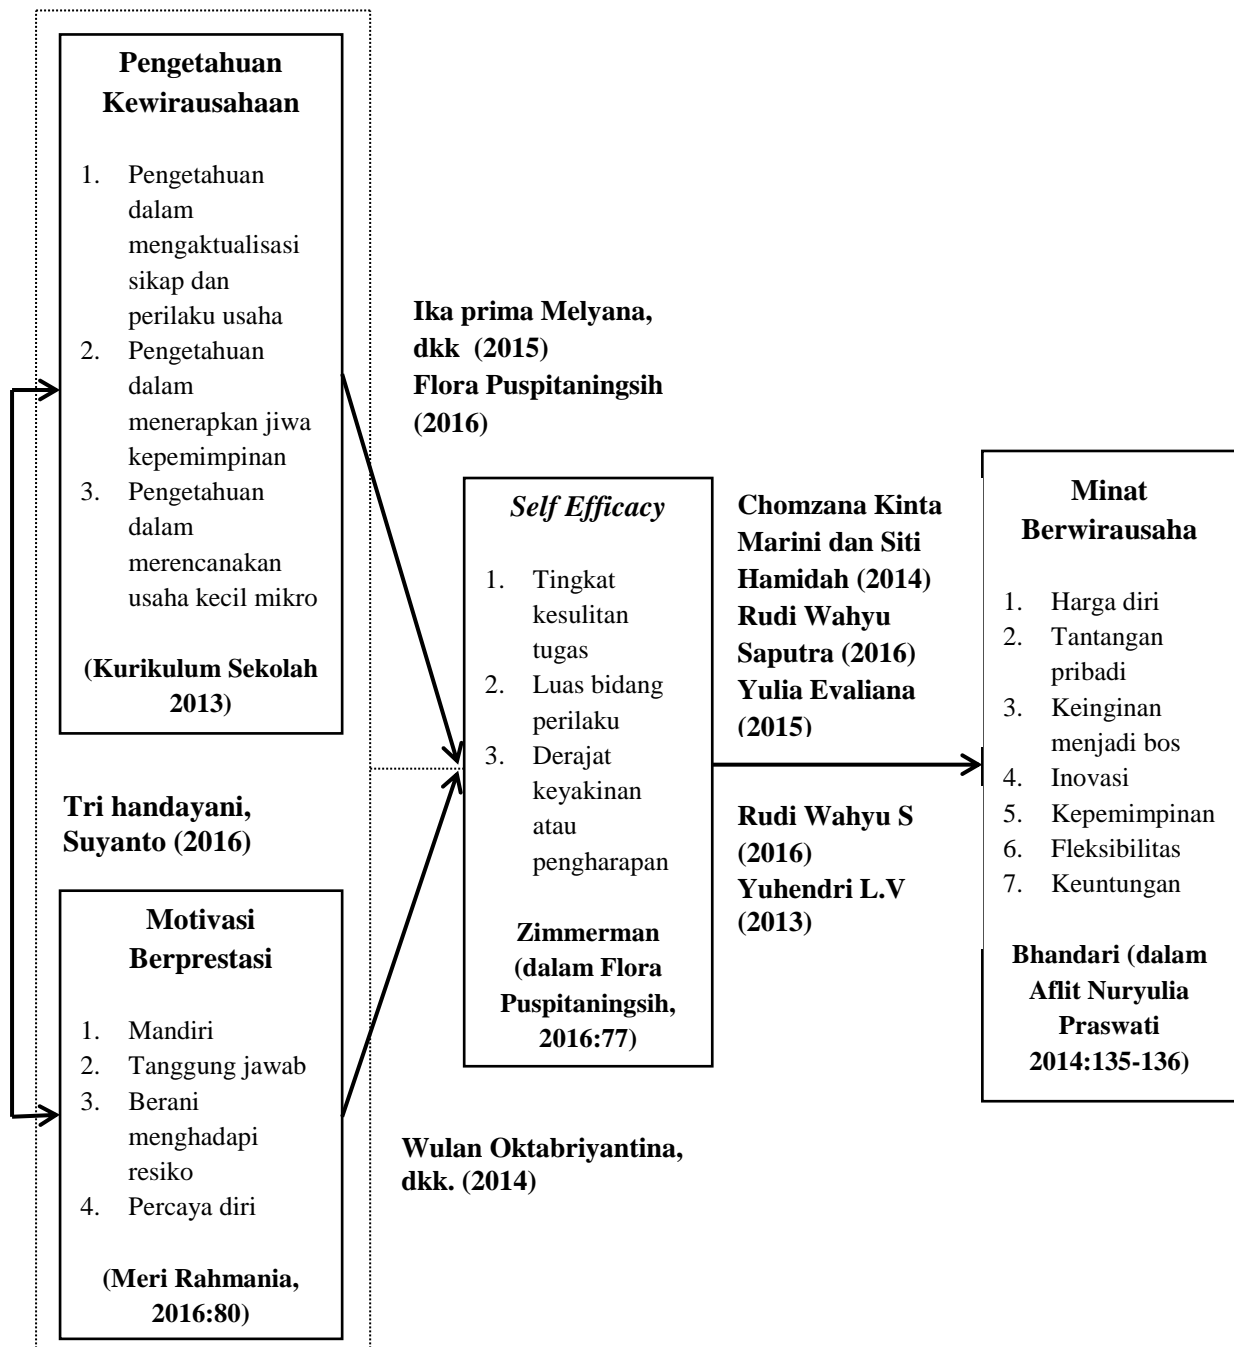 Pengetahuan
Kewirausahaan
1. Pengetahuan
dalam
mengaktualisasi
sikap dan
perilaku usaha
2. Pengetahuan
dalam
menerapkan jiwa
kepemimpinan
3. Pengetahuan
dalam
merencanakan
usaha kecil mikro
(Kurikulum Sekolah
2013)
Tri handayani,
Suyanto (2016)
Motivasi
Berprestasi
1. Mandiri
2. Tanggung jawab
3. Berani
menghadapi
resiko
4. Percaya diri
(Meri Rahmania,
2016:80)
Ika prima Melyana,
dkk (2015)
Flora Puspitaningsih
(2016)
Wulan Oktabriyantina,
dkk. (2014)
Self Efficacy
1. Tingkat
kesulitan
tugas
2. Luas bidang
perilaku
3. Derajat
keyakinan
atau
pengharapan
Zimmerman
(dalam Flora
Puspitaningsih,
2016:77)
Chomzana Kinta
Marini dan Siti
Hamidah (2014)
Rudi Wahyu
Saputra (2016)
Yulia Evaliana
(2015)
Rudi Wahyu S
(2016)
Yuhendri L.V
(2013)
Minat
Berwirausaha
1. Harga diri
2. Tantangan
pribadi
3. Keinginan
menjadi bos
4. Inovasi
5. Kepemimpinan
6. Fleksibilitas
7. Keuntungan
Bhandari (dalam
Aflit Nuryulia
Praswati
2014:135-136)